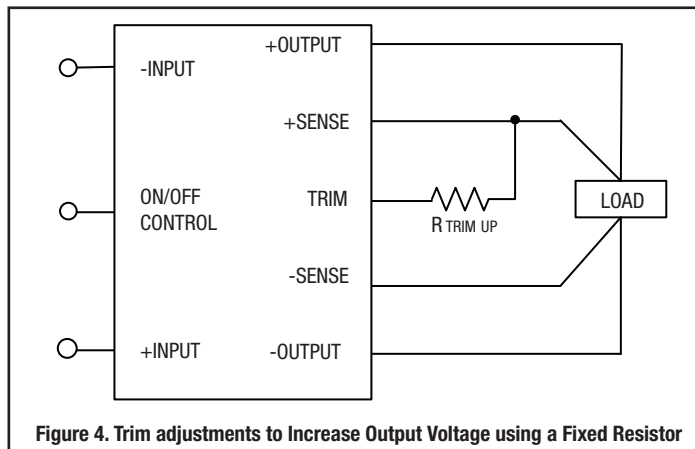 +OUTPUT
-INPUT
+SENSE
ON/OFF
CONTROL
TRIM
R TRIM UP
LOAD
-SENSE
+INPUT
-OUTPUT
Figure 4. Trim adjustments to Increase Output Voltage using a Fixed Resistor